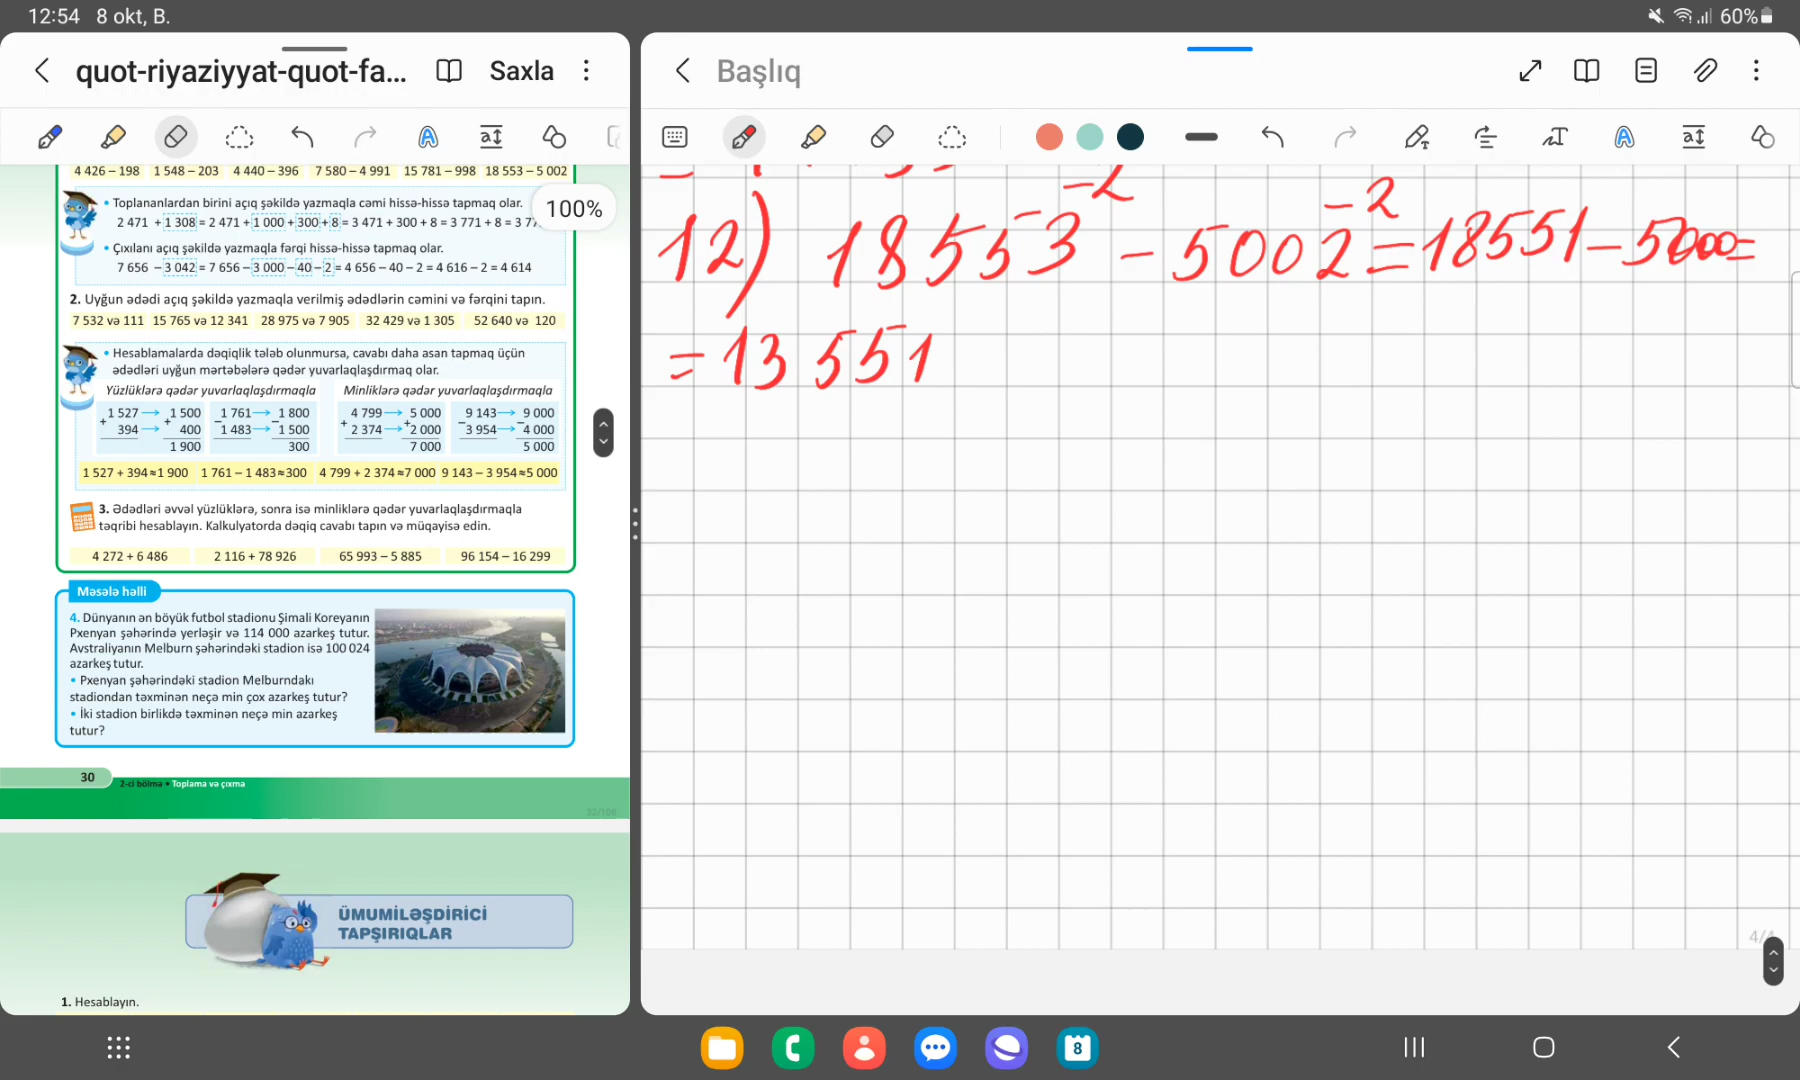 12:54 8 okt, B.
60%
quot-riyaziyyat-quot-fa...
Saxla
Başlıq
4 426 – 198 1 548 – 203 4 440 – 396 7 580 – 4 991 15 781 – 998 18 553 – 5 002
• Toplananlardan birini açıq şəkildə yazmaqla cəmi hissə-hissə tapmaq olar.
100%
2 471 + 1 308 = 2 471 + 1 000 + 300 + 8 = 3 471 + 300 + 8 = 3 771 + 8 = 3 77
• Çıxılanı açıq şəkildə yazmaqla fərqi hissə-hissə tapmaq olar.
7 656 – 3 042 = 7 656 – 3 000 – 40 – 2 = 4 656 – 40 – 2 = 4 616 – 2 = 4 614
2. Uyğun ədədi açıq şəkildə yazmaqla verilmiş ədədlərin cəmini və fərqini tapın.
7 532 və 111 15 765 və 12 341 28 975 və 7 905 32 429 və 1 305 52 640 və 120
• Hesablamalarda dəqiqlik tələb olunmursa, cavabı daha asan tapmaq üçün
ədədləri uyğun mərtəbələrə qədər yuvarlaqlaşdırmaq olar.
Yüzlüklərə qədər yuvarlaqlaşdırmaqla Minliklərə qədər yuvarlaqlaşdırmaqla
1 527 → 1 500 1 761 → 1 800 4 799 → 5 000 9 143 → 9 000
+ 394 → + 400 – 1 483 → – 1 500 + 2 374 → + 2 000 – 3 954 → – 4 000
1 900 300 7 000 5 000
1 527 + 394 ≈ 1 900 1 761 – 1 483 ≈ 300 4 799 + 2 374 ≈ 7 000 9 143 – 3 954 ≈ 5 000
3. Ədədləri əvvəl yüzlüklərə, sonra isə minliklərə qədər yuvarlaqlaşdırmaqla
təqribi hesablayın. Kalkulyatorda dəqiq cavabı tapın və müqayisə edin.
4 272 + 6 486 2 116 + 78 926 65 993 – 5 885 96 154 – 16 299
Məsələ həlli
4. Dünyanın ən böyük futbol stadionu Şimali Koreyanın
Pxenyan şəhərində yerləşir və 114 000 azarkeş tutur.
Avstraliyanın Melburn şəhərindəki stadion isə 100 024
azarkeş tutur.
• Pxenyan şəhərindəki stadion Melburndakı
stadiondan təxminən neçə min çox azarkeş tutur?
• İki stadion birlikdə təxminən neçə min azarkeş
tutur?
30
2-ci bölmə • Toplama və çıxma
32/106
ÜMUMİLƏŞDİRİCİ
TAPŞIRIQLAR
1. Hesablayın.
–2 –2
12) 18553 – 5002 = 18551 – 5000 =
= 13 551
4/4
8